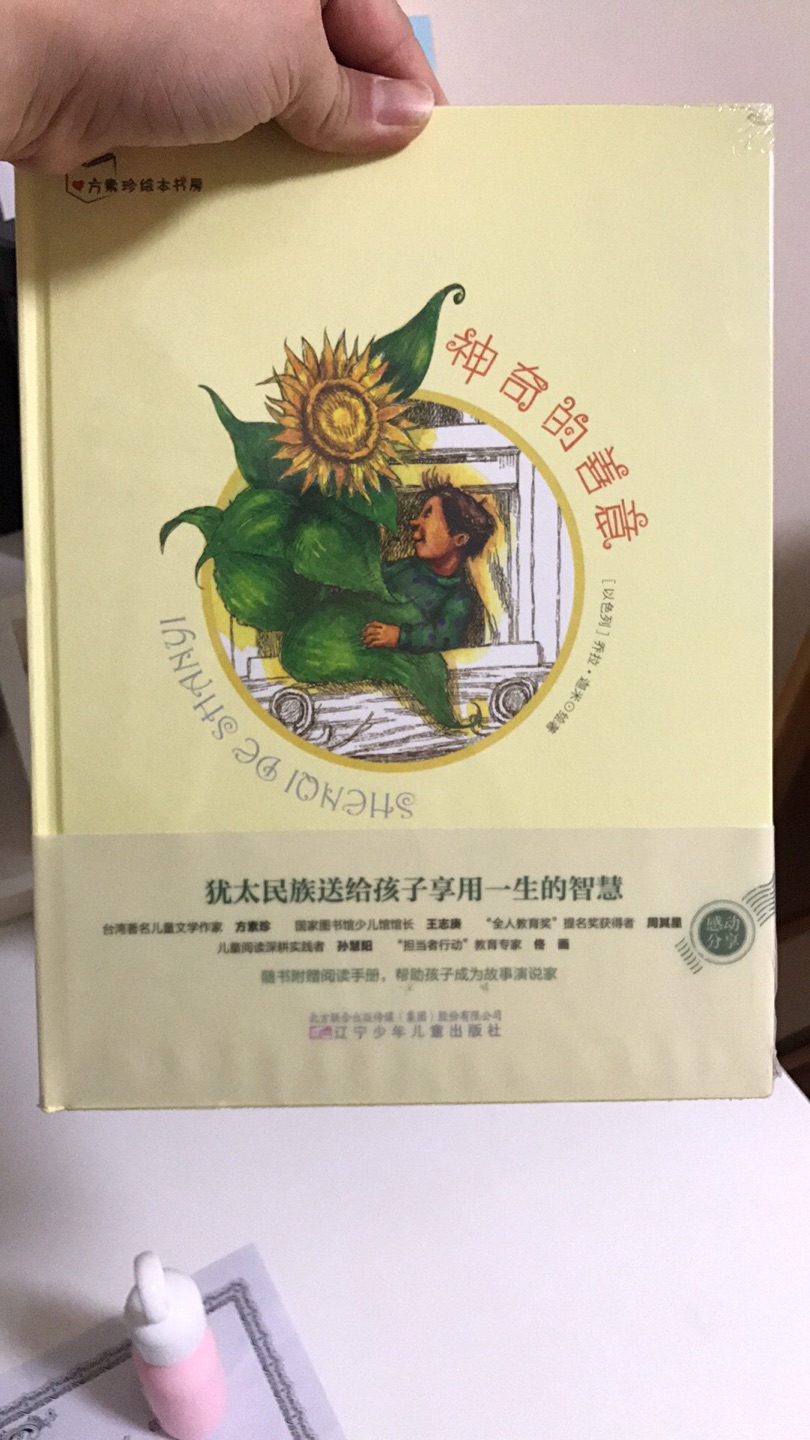 方素珍绘本书房
神奇的善意
[以色列]乔拉·迪米⊙绘著
SHENQI DE SHANYI
犹太民族送给孩子享用一生的智慧
台湾著名儿童文学作家 方素珍 国家图书馆少儿馆馆长 王志庚 “全人教育奖”提名奖获得者 周其星
儿童阅读深耕实践者 孙慧阳 “担当者行动”教育专家 佟画
感动
分享
随书附赠阅读手册，帮助孩子成为故事演说家
北方联合出版传媒（集团）股份有限公司
辽宁少年儿童出版社